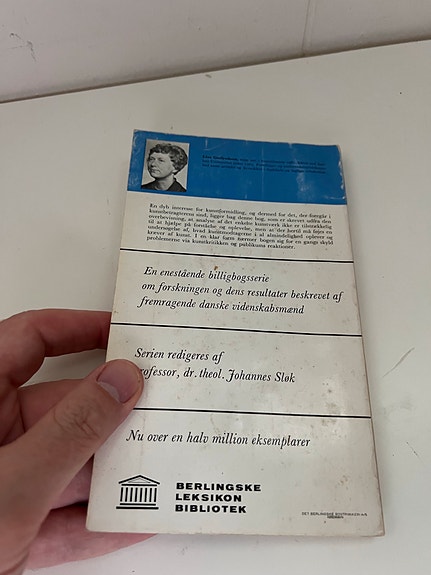 En dyb interesse for kunstformidling, og dermed for det, der foregår i
kunstbetragterens sind, ligger bag denne bog, som er skrevet udfra den
overbevisning, at analyse af det enkelte kunstværk ikke er tilstrækkelig
til at hjælpe på forståelse og oplevelse, men at der hertil må føjes en
undersøgelse af, hvad kunstmodtagerne i al almindelighed oplever og
kræver af kunst. I en klar form nærmer bogen sig for en gangs skyld
problemerne via kunstkritikken og publikums reaktioner.
En enestående billigbogsserie
om forskningen og dens resultater beskrevet af
fremragende danske videnskabsmænd
Serien redigeres af
rofessor, dr. theol. Johannes Sløk
Nu over en halv million eksemplarer
BERLINGSKE
LEKSIKON
BIBLIOTEK
DET BERLINGSKE BOGTRYKKERI A/S